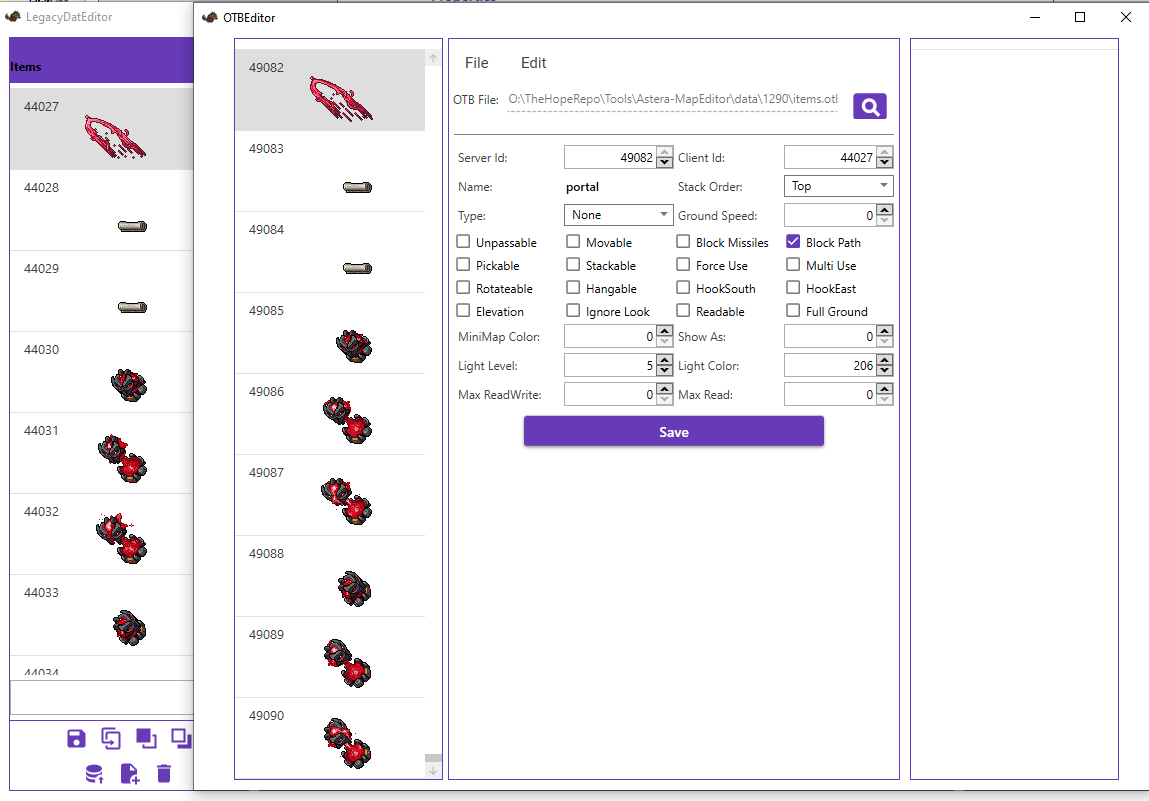 LegacyDatEditor
Items
44027
44028
44029
44030
44031
44032
44033
44034
OTBEditor
49082
49083
49084
49085
49086
49087
49088
49089
49090
File Edit
OTB File: O:\TheHopeRepo\Tools\Astera-MapEditor\data\1290\items.otl
Server Id: 49082 Client Id: 44027
Name: portal Stack Order: Top
Type: None Ground Speed: 0
Unpassable Movable Block Missiles Block Path
Pickable Stackable Force Use Multi Use
Rotateable Hangable HookSouth HookEast
Elevation Ignore Look Readable Full Ground
MiniMap Color: 0 Show As: 0
Light Level: 5 Light Color: 206
Max ReadWrite: 0 Max Read: 0
Save